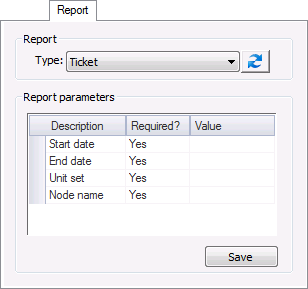 Report
Report
Type: Ticket
Report parameters
Description Required? Value
Start date Yes
End date Yes
Unit set Yes
Node name Yes
Save